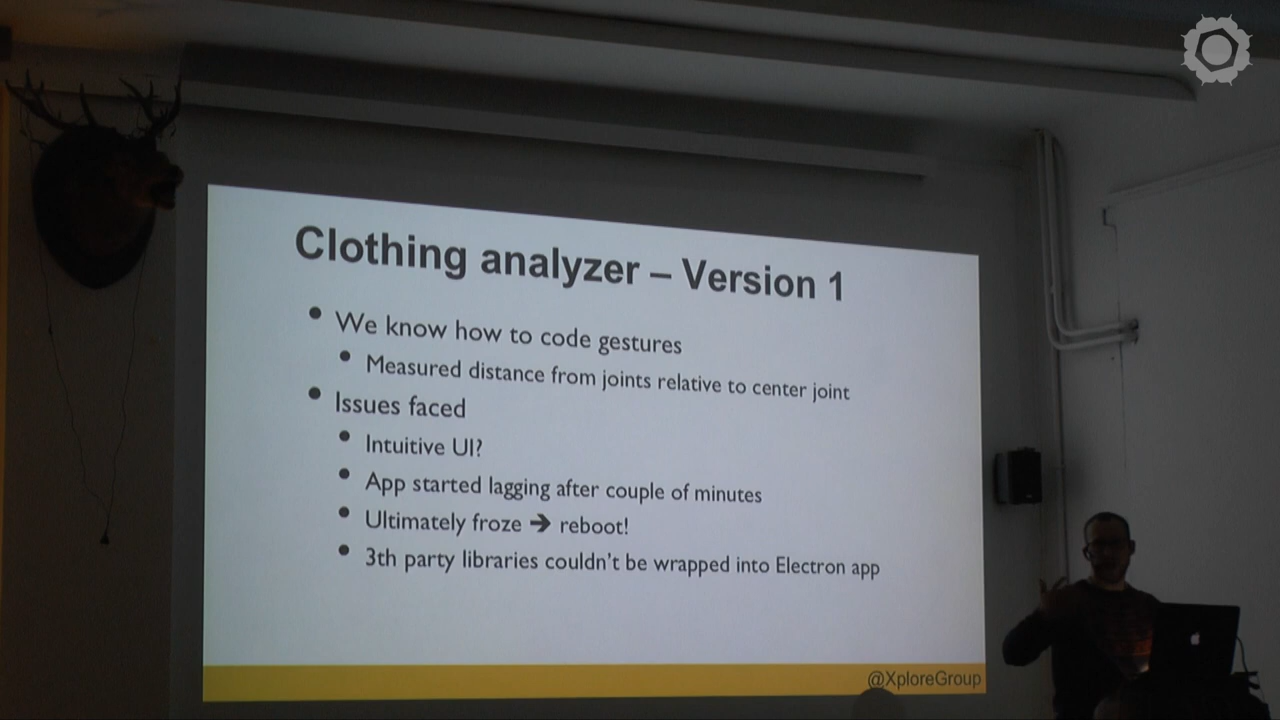 Clothing analyzer – Version 1
• We know how to code gestures
• Measured distance from joints relative to center joint
• Issues faced
• Intuitive UI?
• App started lagging after couple of minutes
• Ultimately froze ➔ reboot!
• 3th party libraries couldn't be wrapped into Electron app
@XploreGroup